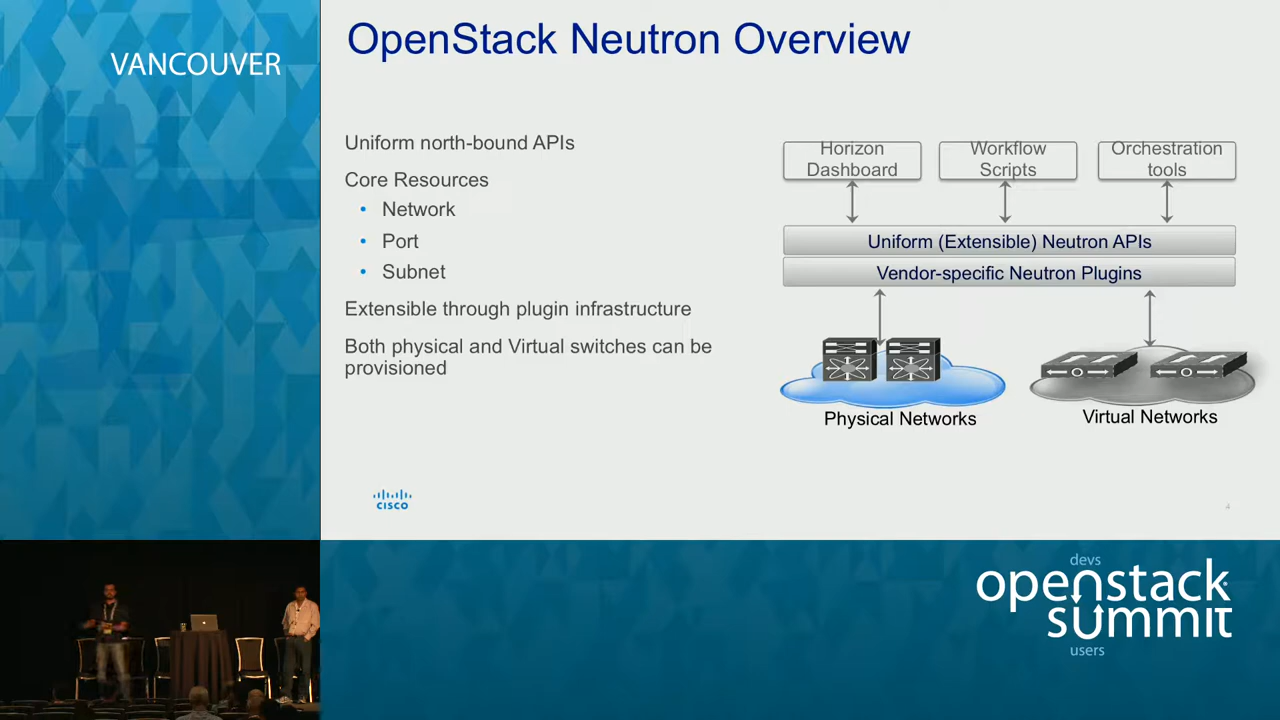 VANCOUVER
OpenStack Neutron Overview
Uniform north-bound APIs
Core Resources
• Network
• Port
• Subnet
Extensible through plugin infrastructure
Both physical and Virtual switches can be
provisioned
Horizon
Dashboard
Workflow
Scripts
Orchestration
tools
Uniform (Extensible) Neutron APIs
Vendor-specific Neutron Plugins
Physical Networks
Virtual Networks
CISCO
4
devs
openstack
summit
users